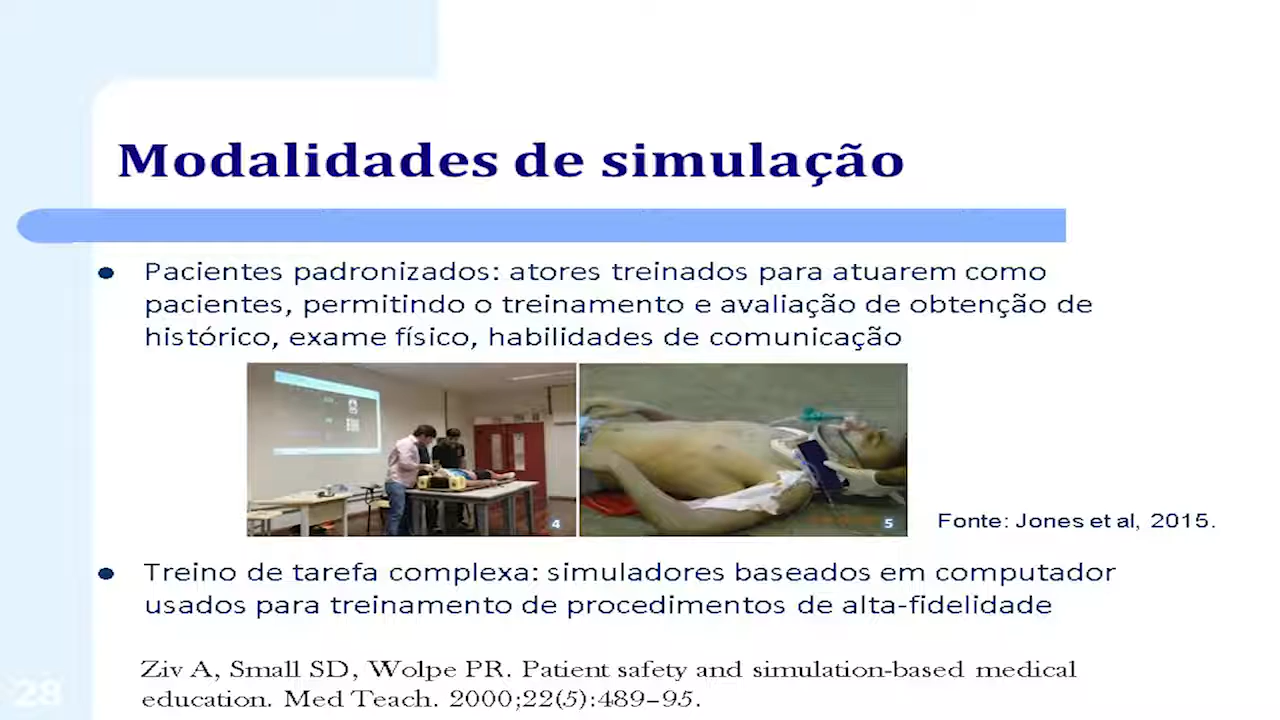 Modalidades de simulação
Pacientes padronizados: atores treinados para atuarem como
pacientes, permitindo o treinamento e avaliação de obtenção de
histórico, exame físico, habilidades de comunicação
4
5
Fonte: Jones et al, 2015.
Treino de tarefa complexa: simuladores baseados em computador
usados para treinamento de procedimentos de alta-fidelidade
Ziv A, Small SD, Wolpe PR. Patient safety and simulation-based medical
education. Med Teach. 2000;22(5):489–95.
28